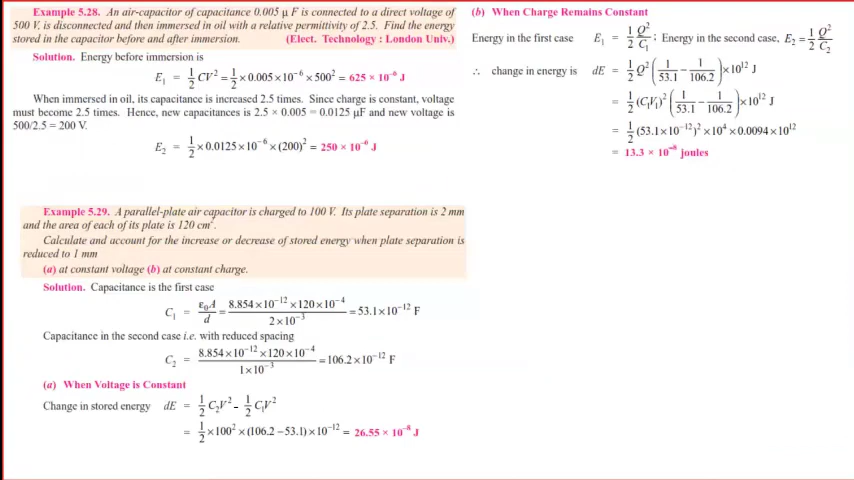 Example 5.28. An air-capacitor of capacitance 0.005 μ F is connected to a direct voltage of
500 V, is disconnected and then immersed in oil with a relative permittivity of 2.5. Find the energy
stored in the capacitor before and after immersion. (Elect. Technology : London Univ.)
Solution. Energy before immersion is
E₁ = 1/2 CV² = 1/2 × 0.005 × 10⁻⁶ × 500² = 625 × 10⁻⁶ J
When immersed in oil, its capacitance is increased 2.5 times. Since charge is constant, voltage
must become 2.5 times. Hence, new capacitances is 2.5 × 0.005 = 0.0125 μF and new voltage is
500/2.5 = 200 V.
E₂ = 1/2 × 0.0125 × 10⁻⁶ × (200)² = 250 × 10⁻⁶ J
Example 5.29. A parallel-plate air capacitor is charged to 100 V. Its plate separation is 2 mm
and the area of each of its plate is 120 cm².
Calculate and account for the increase or decrease of stored energy when plate separation is
reduced to 1 mm
(a) at constant voltage (b) at constant charge.
Solution. Capacitance is the first case
C₁ = ε₀A/d = 8.854×10⁻¹²×120×10⁻⁴/2×10⁻³ = 53.1×10⁻¹² F
Capacitance in the second case i.e. with reduced spacing
C₂ = 8.854×10⁻¹²×120×10⁻⁴/1×10⁻³ = 106.2×10⁻¹² F
(a) When Voltage is Constant
Change in stored energy dE = 1/2 C₂V² - 1/2 C₁V²
= 1/2 × 100² × (106.2 – 53.1) × 10⁻¹² = 26.55 × 10⁻⁸ J
(b) When Charge Remains Constant
Energy in the first case E₁ = 1/2 Q²/C₁ ; Energy in the second case, E₂ = 1/2 Q²/C₂
∴ change in energy is dE = 1/2 Q² (1/53.1 – 1/106.2) × 10¹² J
= 1/2 (C₁V₁)² (1/53.1 – 1/106.2) × 10¹² J
= 1/2 (53.1×10⁻¹²)² × 10⁴ × 0.0094 × 10¹²
= 13.3 × 10⁻⁸ joules